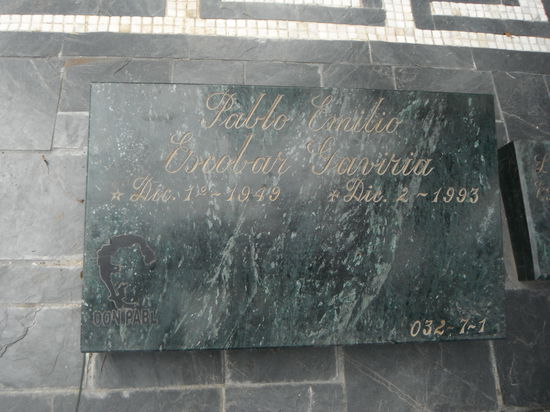 Pablo Emilio
Escobar Gaviria
★ Dic. 1º ~ 1949 ✝ Dic. 2 ~ 1993
DON PABL
032-7-1